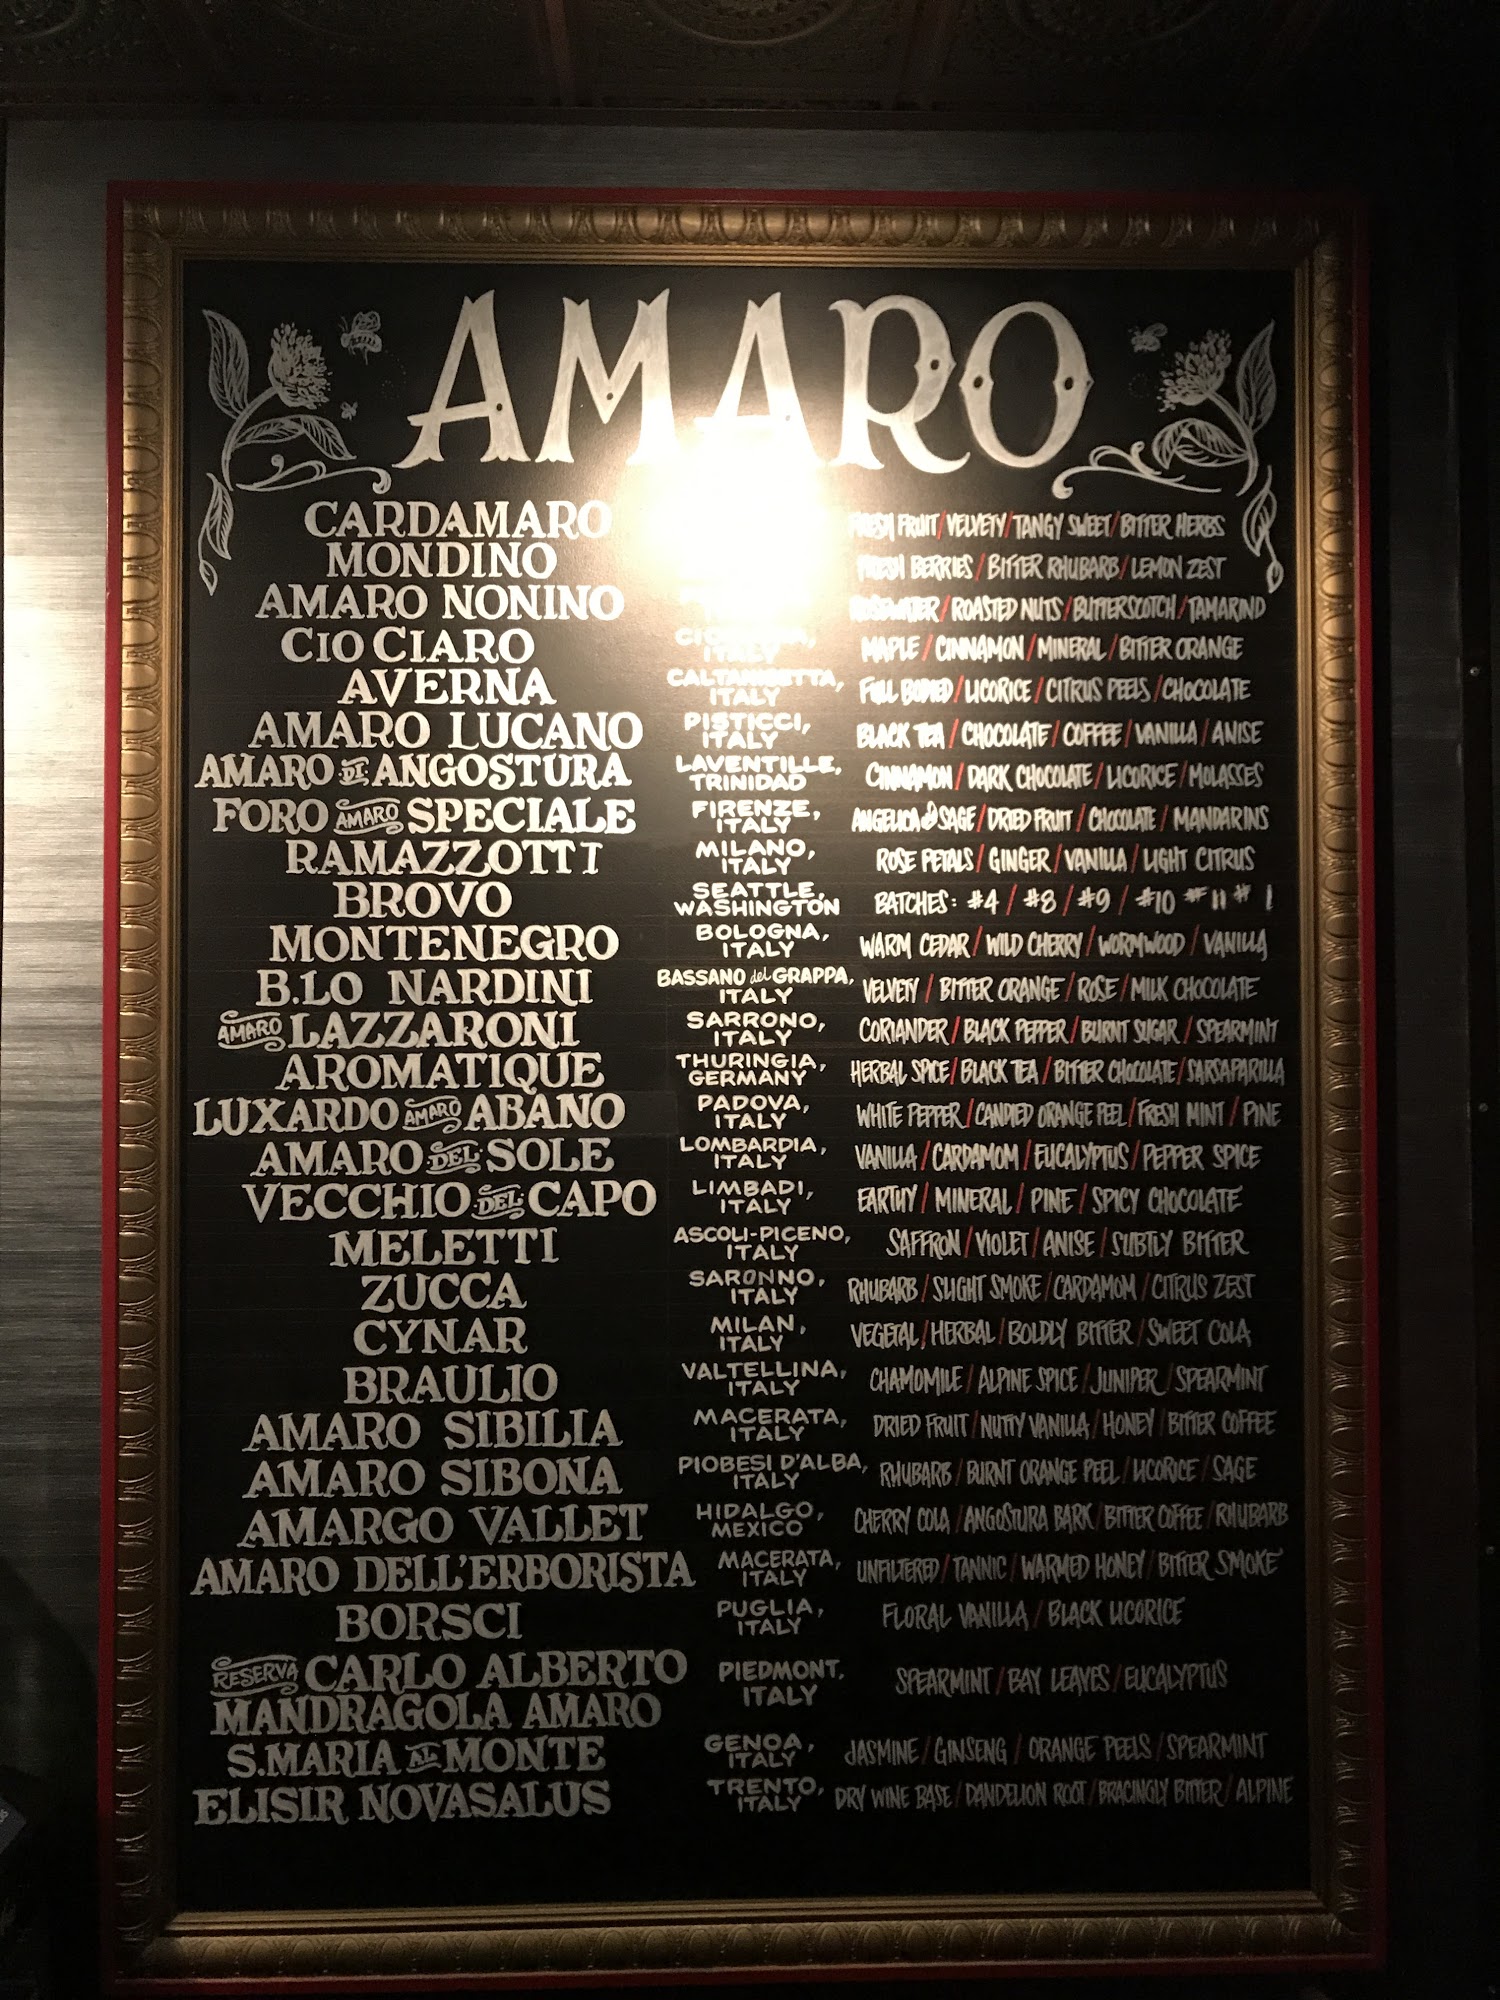 AMARO
CARDAMARO FRESH FRUIT/VELVETY/TANGY SWEET/BITTER HERBS
MONDINO FRESH BERRIES/BITTER RHUBARB/LEMON ZEST
AMARO NONINO ROSEWATER/ROASTED NUTS/BUTTERSCOTCH/TAMARIND
CIO CIARO MAPLE/CINNAMON/MINERAL/BITTER ORANGE
ITALY
AVERNA CALTANISSETTA, FULL BODIED/LICORICE/CITRUS PEELS/CHOCOLATE
ITALY
AMARO LUCANO PISTICCI, BLACK TEA/CHOCOLATE/COFFEE/VANILLA/ANISE
ITALY
AMARO DI ANGOSTURA LAVENTILLE, CINNAMON/DARK CHOCOLATE/LICORICE/MOLASSES
TRINIDAD
FORO AMARO SPECIALE FIRENZE, ANGELICA & SAGE/DRIED FRUIT/CHOCOLATE/MANDARINS
ITALY
RAMAZZOTTI MILANO, ROSE PETALS/GINGER/VANILLA/LIGHT CITRUS
ITALY
BROVO SEATTLE, BATCHES: #4/#8/#9/#10 #11 # 1
WASHINGTON
MONTENEGRO BOLOGNA, WARM CEDAR/WILD CHERRY/WORMWOOD/VANILLA
ITALY
B.LO NARDINI BASSANO del GRAPPA, VELVETY/BITTER ORANGE/ROSE/MILK CHOCOLATE
ITALY
AMARO LAZZARONI SARRONO, CORIANDER/BLACK PEPPER/BURNT SUGAR/SPEARMINT
ITALY
AROMATIQUE THURINGIA, HERBAL SPICE/BLACK TEA/BITTER CHOCOLATE/SARSAPARILLA
GERMANY
LUXARDO AMARO ABANO PADOVA, WHITE PEPPER/CANDIED ORANGE PEEL/FRESH MINT/PINE
ITALY
AMARO DEL SOLE LOMBARDIA, VANILLA/CARDAMOM/EUCALYPTUS/PEPPER SPICE
ITALY
VECCHIO DEL CAPO LIMBADI, EARTHY/MINERAL/PINE/SPICY CHOCOLATE
ITALY
MELETTI ASCOLI-PICENO, SAFFRON/VIOLET/ANISE/SUBTLY BITTER
ITALY
ZUCCA SARONNO, RHUBARB/SLIGHT SMOKE/CARDAMOM/CITRUS ZEST
ITALY
CYNAR MILAN, VEGETAL/HERBAL/BOLDLY BITTER/SWEET COLA
ITALY
BRAULIO VALTELLINA, CHAMOMILE/ALPINE SPICE/JUNIPER/SPEARMINT
ITALY
AMARO SIBILIA MACERATA, DRIED FRUIT/NUTTY VANILLA/HONEY/BITTER COFFEE
ITALY
AMARO SIBONA PIOBESI D'ALBA, RHUBARB/BURNT ORANGE PEEL/LICORICE/SAGE
ITALY
AMARGO VALLET HIDALGO, CHERRY COLA/ANGOSTURA BARK/BITTER COFFEE/RHUBARB
MEXICO
AMARO DELL'ERBORISTA MACERATA, UNFILTERED/TANNIC/WARMED HONEY/BITTER SMOKE
ITALY
BORSCI PUGLIA, FLORAL VANILLA/BLACK LICORICE
ITALY
RESERVA CARLO ALBERTO PIEDMONT, SPEARMINT/BAY LEAVES/EUCALYPTUS
ITALY
MANDRAGOLA AMARO
S.MARIA AL MONTE GENOA, JASMINE/GINSENG/ORANGE PEELS/SPEARMINT
ITALY
ELISIR NOVASALUS TRENTO, DRY WINE BASE/DANDELION ROOT/BRACINGLY BITTER/ALPINE
ITALY